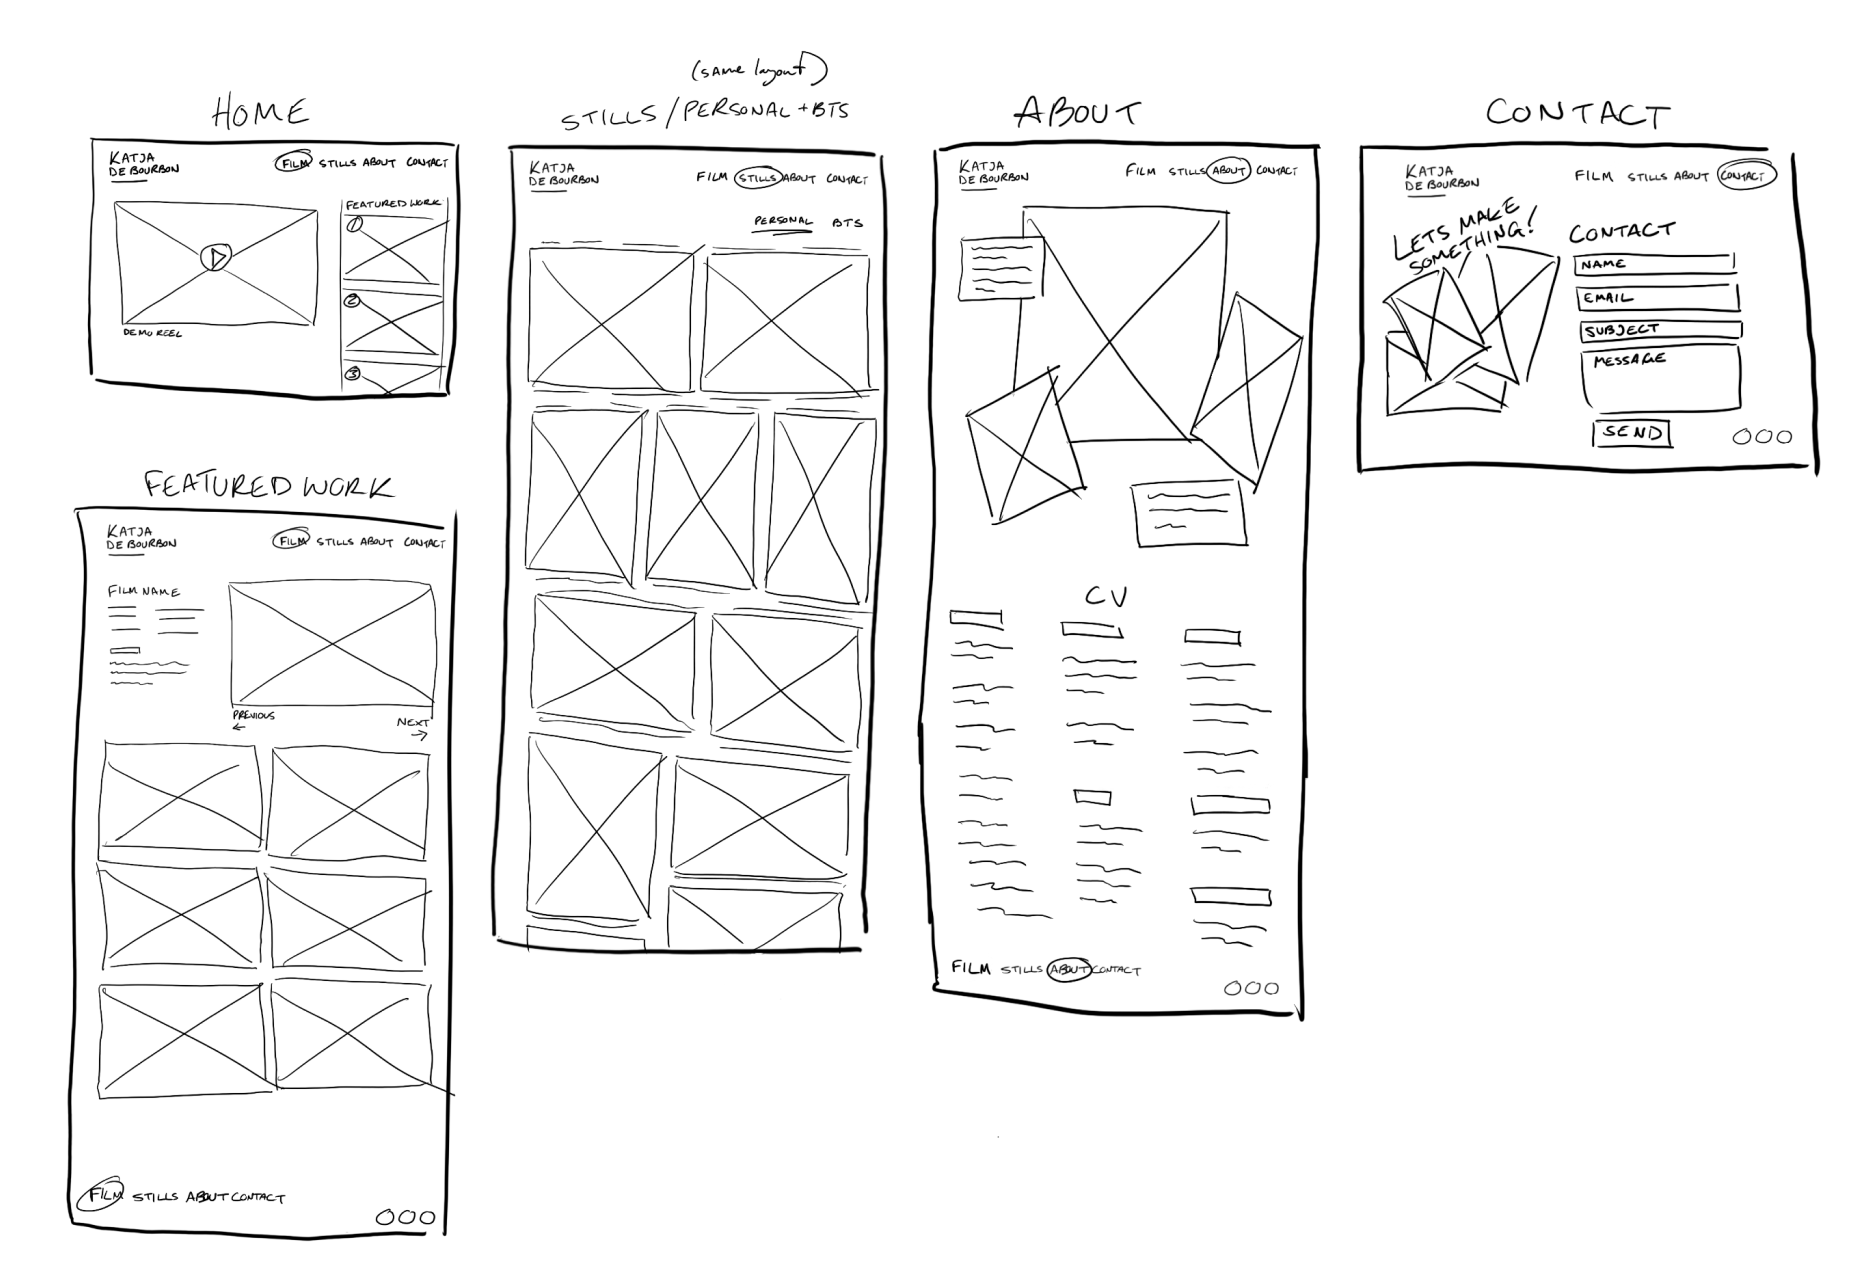 HOME
KATJA
DE BOURBON
FILM STILLS ABOUT CONTACT
FEATURED WORK
1
2
3
DEMO REEL
FEATURED WORK
KATJA
DE BOURBON
FILM STILLS ABOUT CONTACT
FILM NAME
PREVIOUS
NEXT
FILM STILLS ABOUT CONTACT
(SAME layout)
STILLS / PERSONAL + BTS
KATJA
DE BOURBON
FILM STILLS ABOUT CONTACT
PERSONAL BTS
ABOUT
KATJA
DE BOURBON
FILM STILLS ABOUT CONTACT
CV
FILM STILLS ABOUT CONTACT
CONTACT
KATJA
DE BOURBON
FILM STILLS ABOUT CONTACT
LETS MAKE
SOMETHING!
CONTACT
NAME
EMAIL
SUBJECT
MESSAGE
SEND